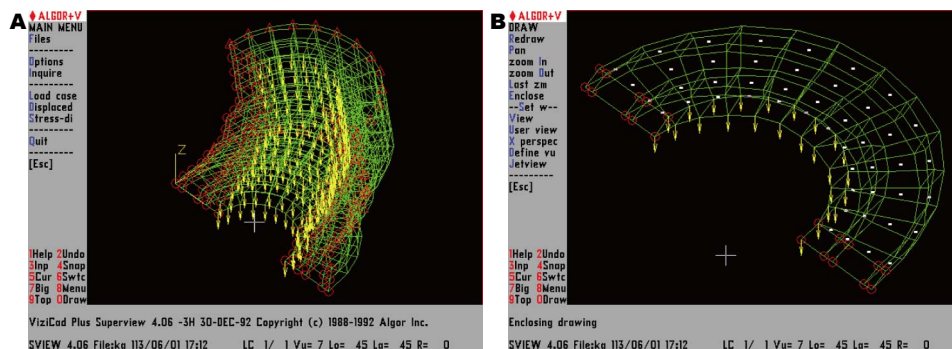 A
♦ ALGOR+V
MAIN MENU
Files
---------
Options
Inquire
---------
Load case
Displaced
Stress-di
---------
Quit
---------
[Esc]
Z
1Help 2Undo
3Inp 4Snap
5Cur 6Swtc
7Big 8Menu
9Top 0Draw
ViziCad Plus Superview 4.06 -3H 30-DEC-92 Copyright (c) 1988-1992 Algor Inc.
SVIEW 4.06 File:ka 113/06/01 17:12 LC 1/ 1 Vu= 7 Lo= 45 La= 45 R= 0
B
♦ ALGOR+V
DRAW
Redraw
Pan
zoom In
zoom Out
Last zm
Enclose
--Set w--
View
User view
X perspec
Define vu
Jetview
---------
[Esc]
1Help 2Undo
3Inp 4Snap
5Cur 6Swtc
7Big 8Menu
9Top 0Draw
Enclosing drawing
SVIEW 4.06 File:ka 113/06/01 17:12 LC 1/ 1 Vu= 7 Lo= 45 La= 45 R= 0